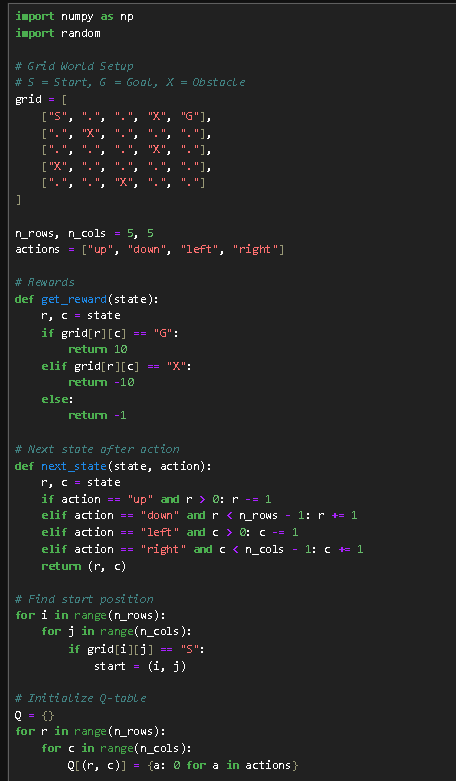 import numpy as np
import random

# Grid World Setup
# S = Start, G = Goal, X = Obstacle
grid = [
    ["S", ".", ".", "X", "G"],
    [".", "X", ".", ".", "."],
    [".", ".", ".", "X", "."],
    ["X", ".", ".", ".", "."],
    [".", ".", "X", ".", "."]
]

n_rows, n_cols = 5, 5
actions = ["up", "down", "left", "right"]

# Rewards
def get_reward(state):
    r, c = state
    if grid[r][c] == "G":
        return 10
    elif grid[r][c] == "X":
        return -10
    else:
        return -1

# Next state after action
def next_state(state, action):
    r, c = state
    if action == "up" and r > 0: r -= 1
    elif action == "down" and r < n_rows - 1: r += 1
    elif action == "left" and c > 0: c -= 1
    elif action == "right" and c < n_cols - 1: c += 1
    return (r, c)

# Find start position
for i in range(n_rows):
    for j in range(n_cols):
        if grid[i][j] == "S":
            start = (i, j)

# Initialize Q-table
Q = {}
for r in range(n_rows):
    for c in range(n_cols):
        Q[(r, c)] = {a: 0 for a in actions}